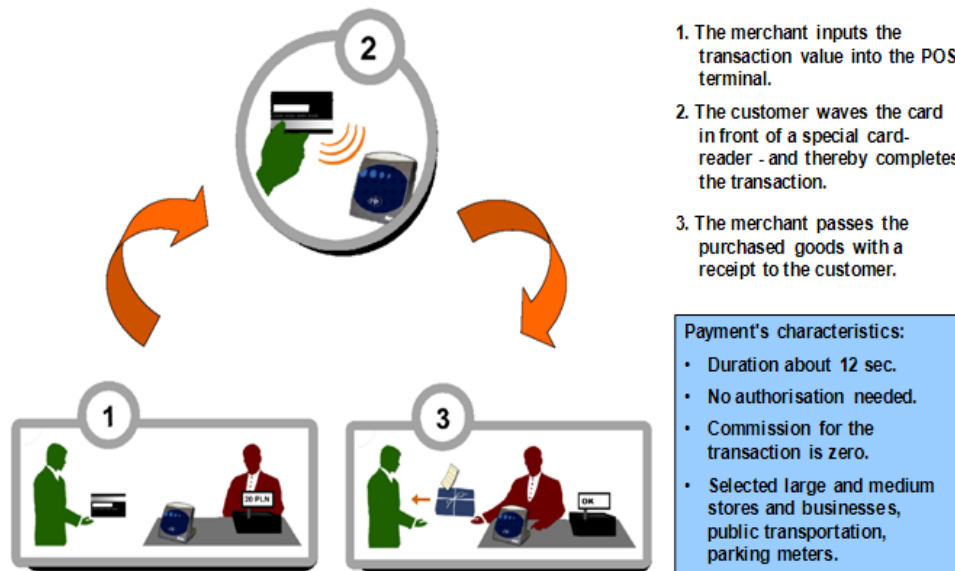 2
1. The merchant inputs the
transaction value into the POS
terminal.
2. The customer waves the card
in front of a special card-
reader - and thereby completes
the transaction.
3. The merchant passes the
purchased goods with a
receipt to the customer.
Payment's characteristics:
• Duration about 12 sec.
• No authorisation needed.
• Commission for the
transaction is zero.
• Selected large and medium
stores and businesses,
public transportation,
parking meters.
1
20 PLN
3
OK